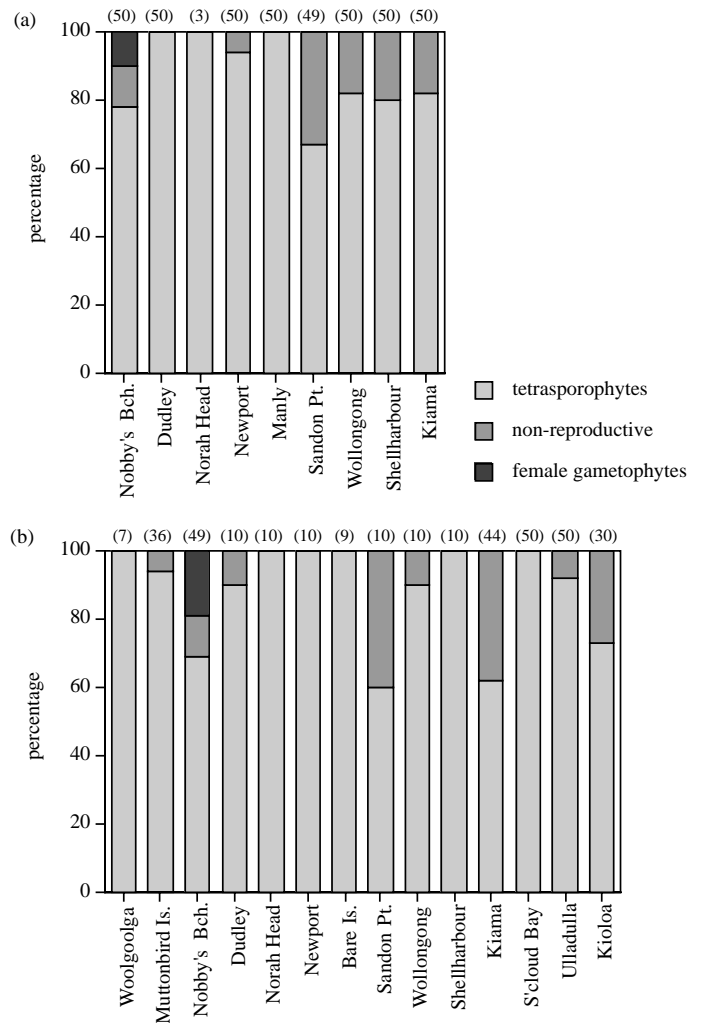 (a)
(50) (50) (3) (50) (50) (49) (50) (50) (50)
100
80
60
40
20
0
percentage
Nobby's Bch.
Dudley
Norah Head
Newport
Manly
Sandon Pt.
Wollongong
Shellharbour
Kiama
tetrasporophytes
non-reproductive
female gametophytes
(b)
(7) (36) (49) (10) (10) (10) (9) (10) (10) (10) (44) (50) (50) (30)
100
80
60
40
20
0
percentage
Woolgoolga
Muttonbird Is.
Nobby's Bch.
Dudley
Norah Head
Newport
Bare Is.
Sandon Pt.
Wollongong
Shellharbour
Kiama
S'cloud Bay
Ulladulla
Kioloa